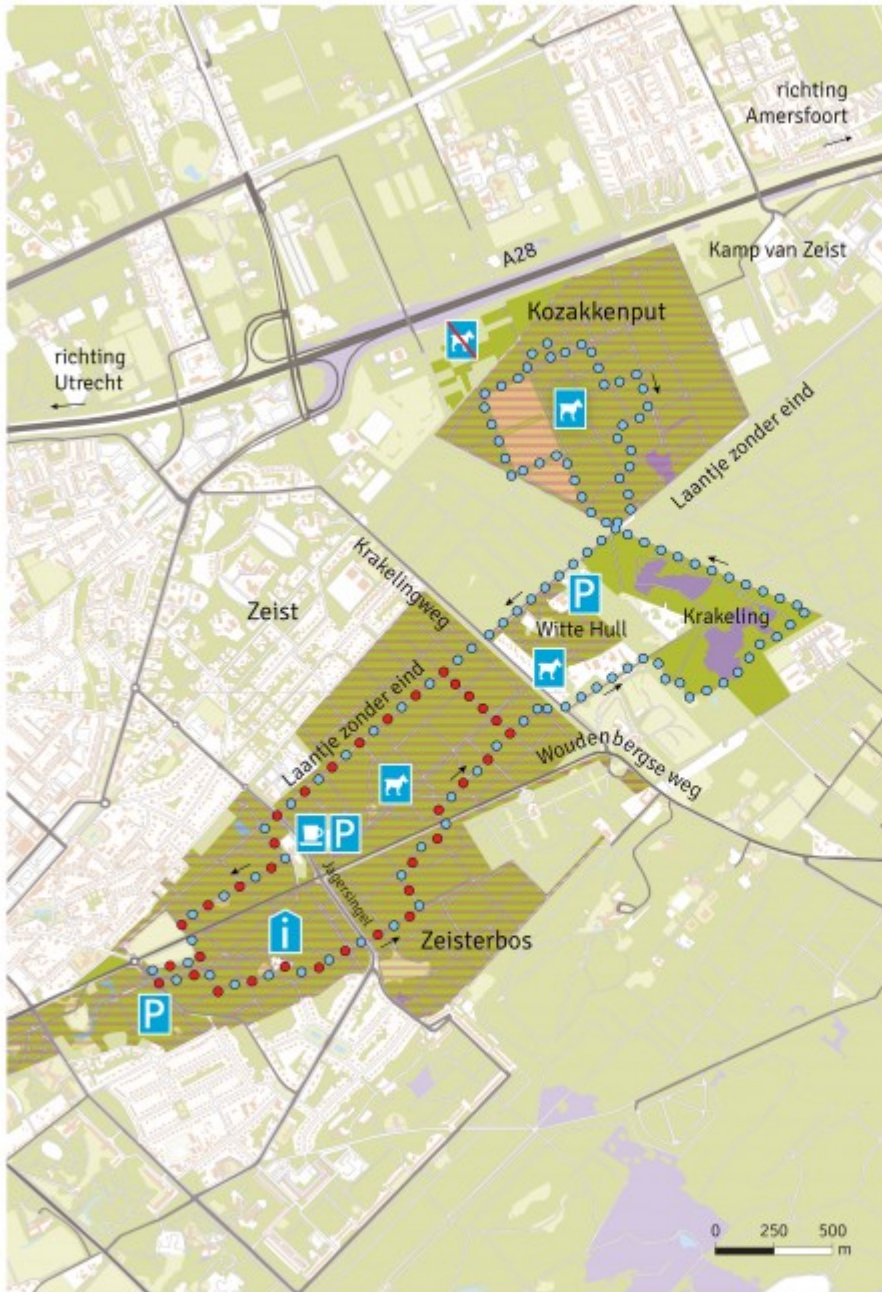 richting
Amersfoort
Kamp van Zeist
A28
Kozakkenput
richting
Utrecht
Laantje zonder eind
Krakelingweg
P
Zeist
Witte Hull
Krakeling
Laantje zonder eind
Woudenbergse weg
P
Jagersingel
i
Zeisterbos
P
0 250 500
m